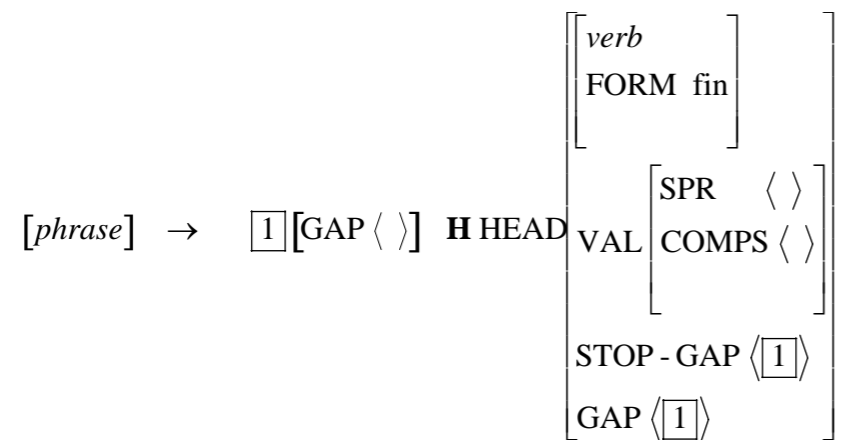 verb
FORM fin
SPR ⟨ ⟩
[phrase] → 1 [GAP ⟨ ⟩] H HEAD VAL COMPS ⟨ ⟩
STOP - GAP ⟨ 1 ⟩
GAP ⟨ 1 ⟩